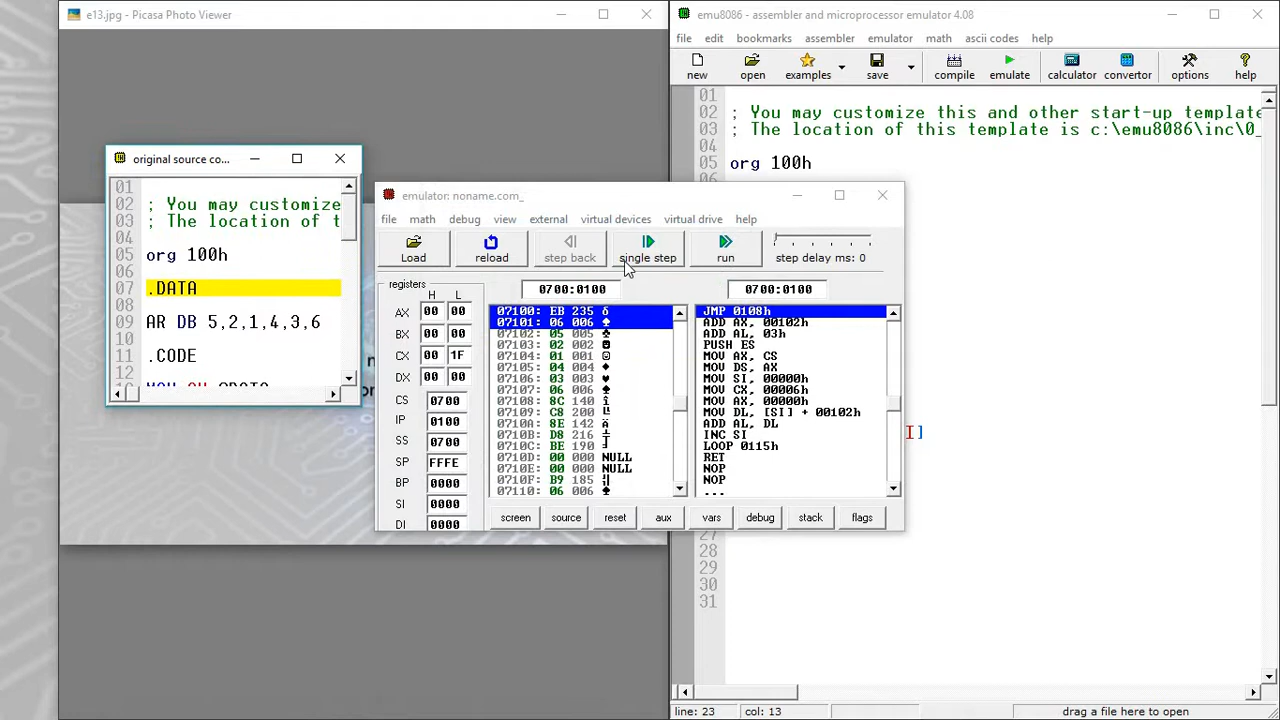 e13.jpg - Picasa Photo Viewer
emu8086 - assembler and microprocessor emulator 4.08
file edit bookmarks assembler emulator math ascii codes help
new open examples save compile emulate calculator convertor options help
01
02 ; You may customize this and other start-up template
03 ; The location of this template is c:\emu8086\inc\0_
04
05 org 100h
original source co...
01
02 ; You may customize
03 ; The location of t
04
05 org 100h
06
07 .DATA
08
09 AR DB 5,2,1,4,3,6
10
11 .CODE
emulator: noname.com_
file math debug view external virtual devices virtual drive help
Load reload step back single step run step delay ms: 0
registers 0700:0100 0700:0100
H L
AX 00 00
BX 00 00
CX 00 1F
DX 00 00
CS 0700
IP 0100
SS 0700
SP FFFE
BP 0000
SI 0000
DI 0000
07100: EB 235 δ
07101: 06 006 ♠
07102: 05 005 ♣
07103: 02 002 ☻
07104: 01 001 ☺
07105: 04 004 ♦
07106: 03 003 ♥
07107: 06 006 ♠
07108: 8C 140 î
07109: C8 200 ╚
0710A: 8E 142 Ä
0710B: D8 216 ╪
0710C: BE 190 ╛
0710D: 00 000 NULL
0710E: 00 000 NULL
0710F: B9 185 ╣
07110: 06 006 ♠
JMP 0108h
ADD AX, 00102h
ADD AL, 03h
PUSH ES
MOV AX, CS
MOV DS, AX
MOV SI, 00000h
MOV CX, 00006h
MOV AX, 00000h
MOV DL, [SI] + 00102h
ADD AL, DL
INC SI
LOOP 0115h
RET
NOP
NOP
...
screen source reset aux vars debug stack flags
I]
28
29
30
31
line: 23 col: 13 drag a file here to open